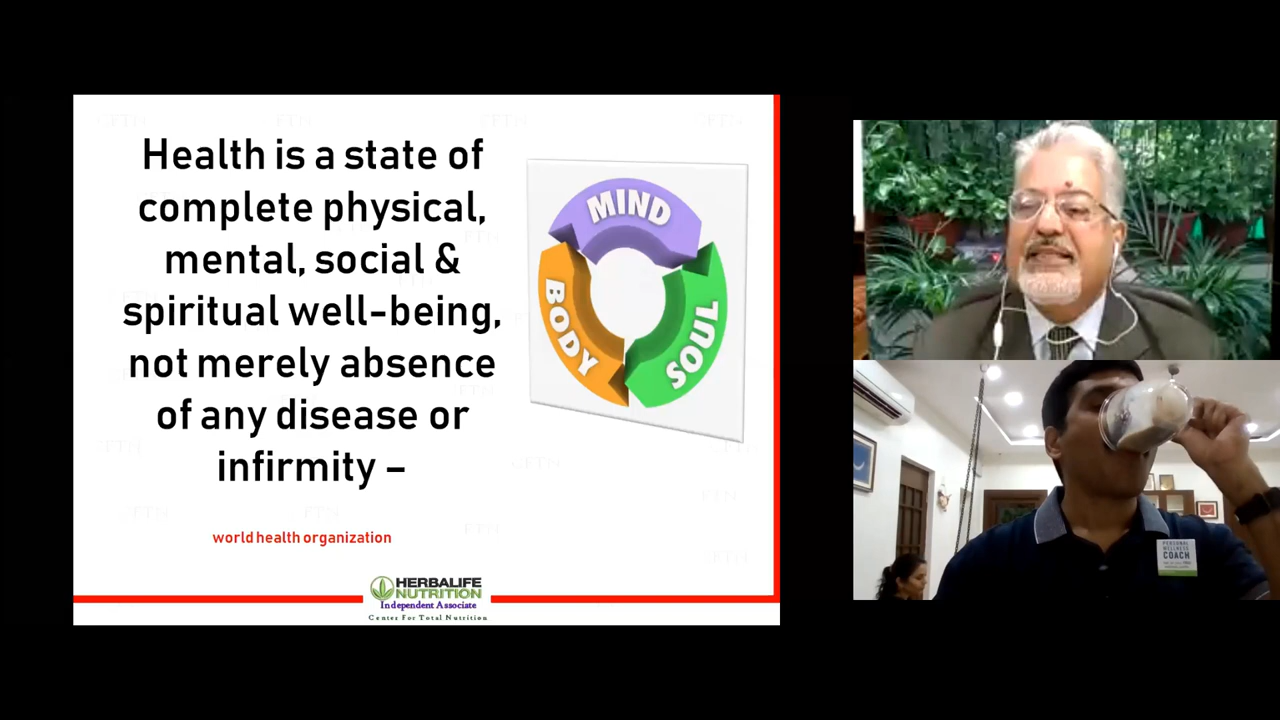 Health is a state of
complete physical,
mental, social &
spiritual well-being,
not merely absence
of any disease or
infirmity –
world health organization
MIND
BODY
SOUL
HERBALIFE
NUTRITION
Independent Associate
Center For Total Nutrition
PERSONAL
WELLNESS
COACH